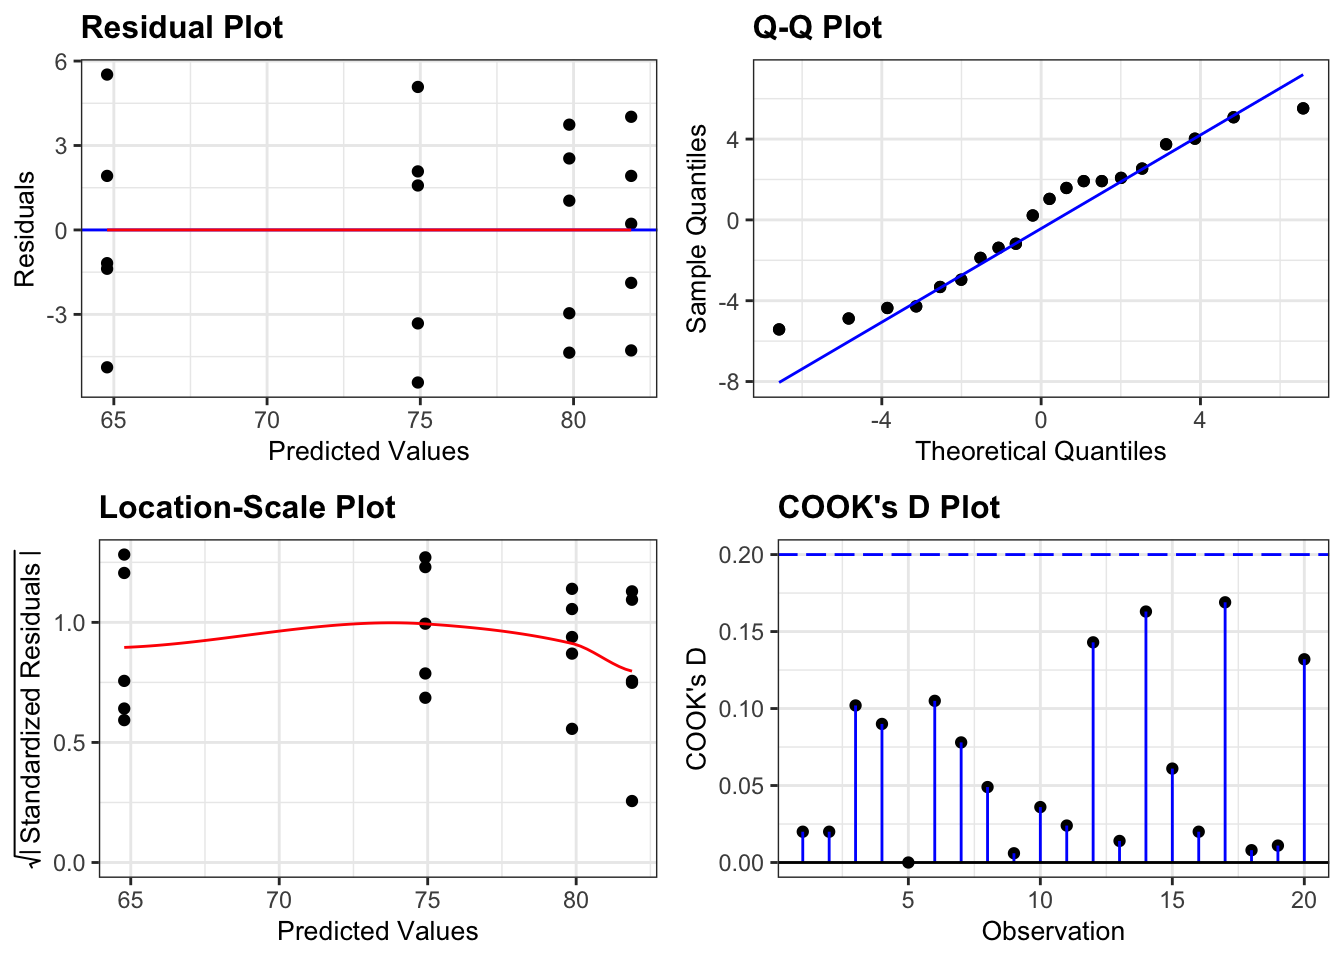 Residual Plot
6
3
0
-3
Residuals
65 70 75 80
Predicted Values
Q-Q Plot
4
0
-4
-8
Sample Quantiles
-4 0 4
Theoretical Quantiles
Location-Scale Plot
1.0
0.5
0.0
√| Standardized Residuals |
65 70 75 80
Predicted Values
COOK's D Plot
0.20
0.15
0.10
0.05
0.00
COOK's D
5 10 15 20
Observation